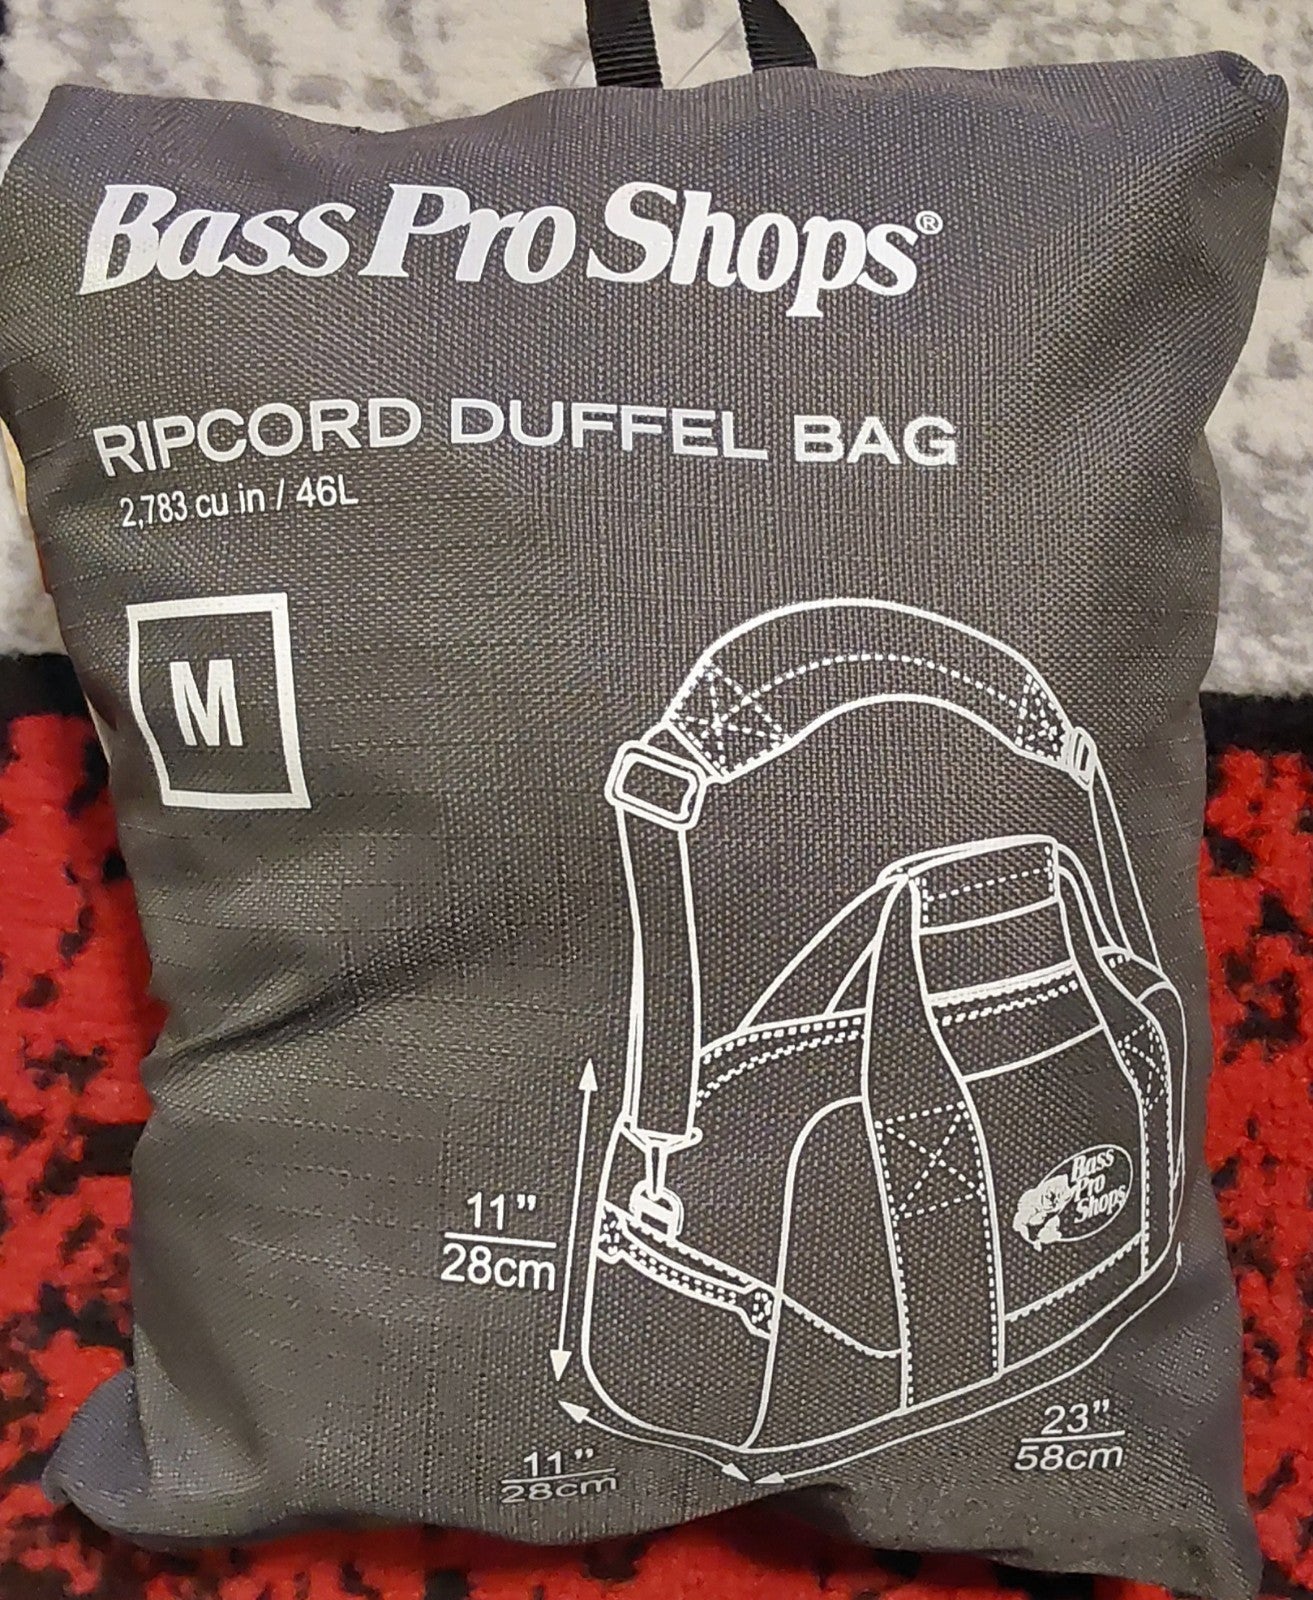 Bass Pro Shops®
RIPCORD DUFFEL BAG
2,783 cu in / 46L
M
Bass
Pro
Shops
11”
28cm
11”
28cm
23”
58cm